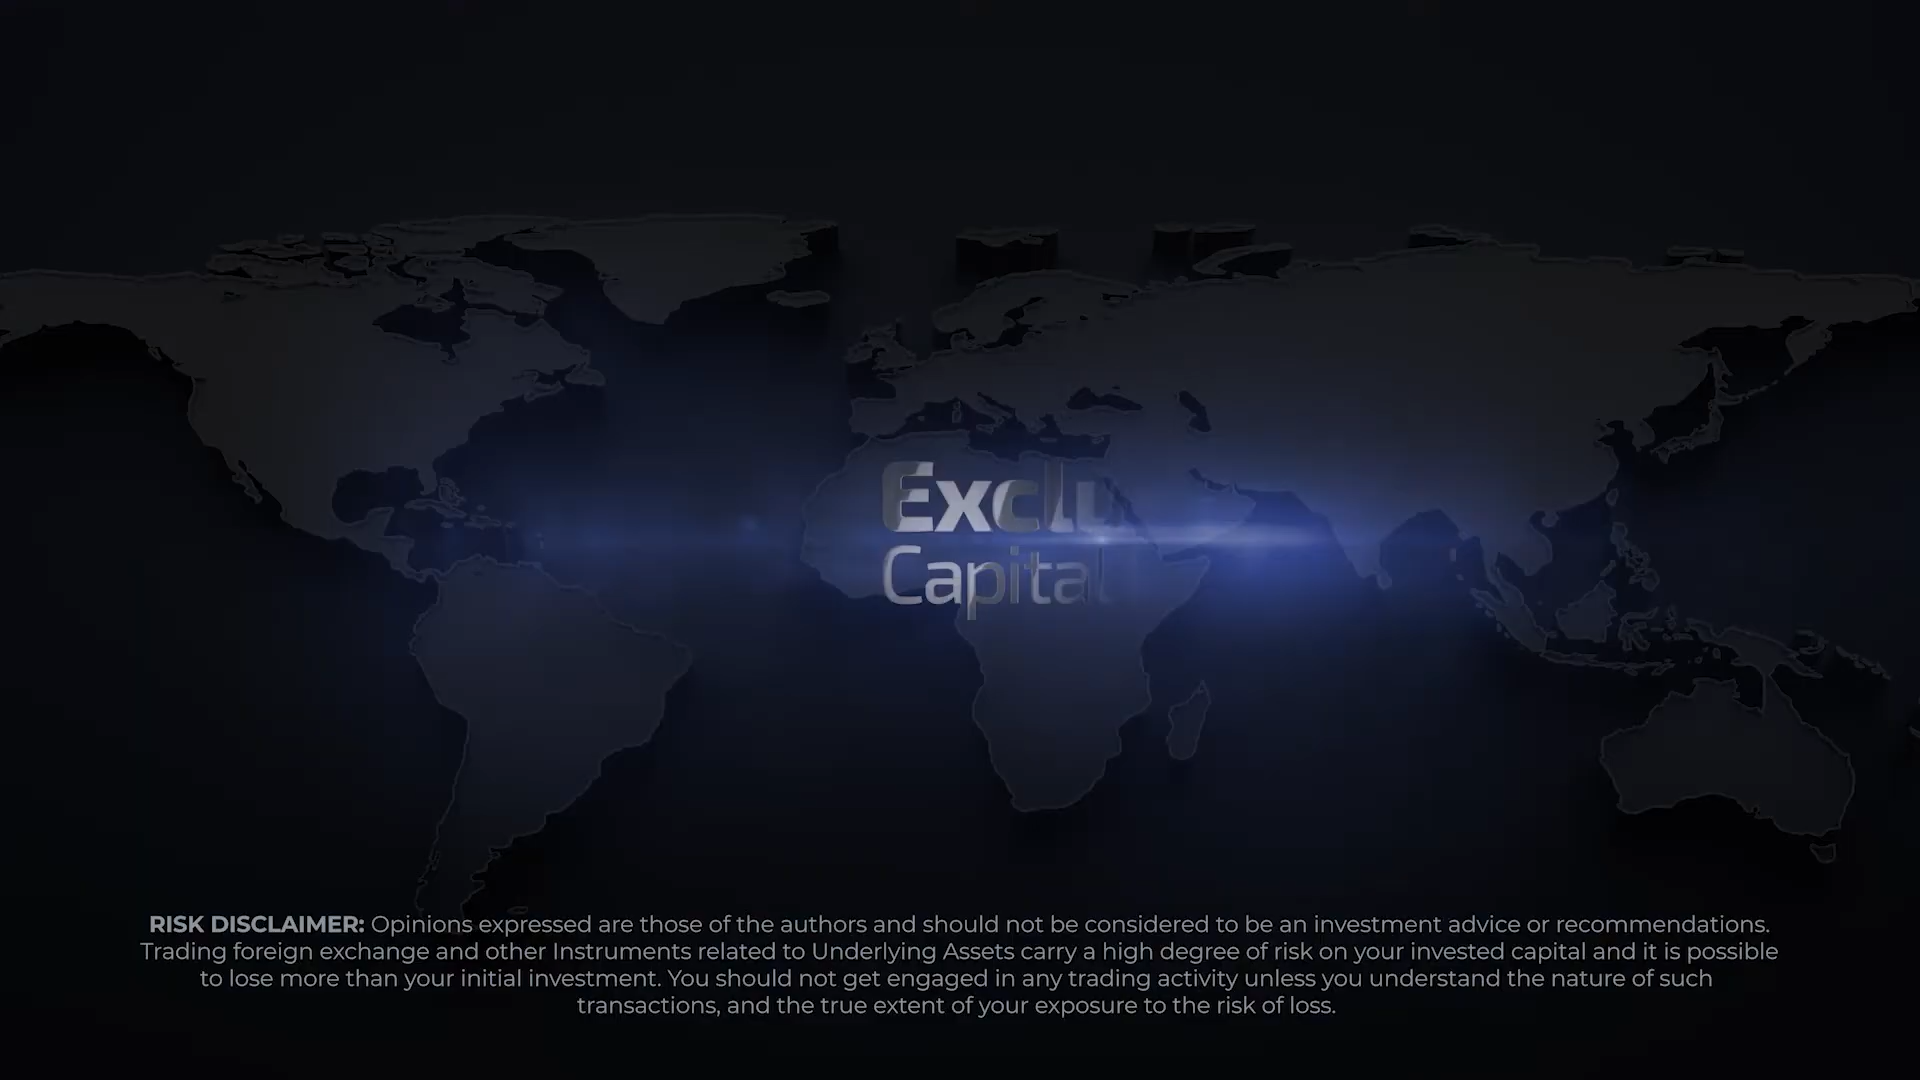 Exclu
Capital
RISK DISCLAIMER: Opinions expressed are those of the authors and should not be considered to be an investment advice or recommendations.
Trading foreign exchange and other Instruments related to Underlying Assets carry a high degree of risk on your invested capital and it is possible
to lose more than your initial investment. You should not get engaged in any trading activity unless you understand the nature of such
transactions, and the true extent of your exposure to the risk of loss.